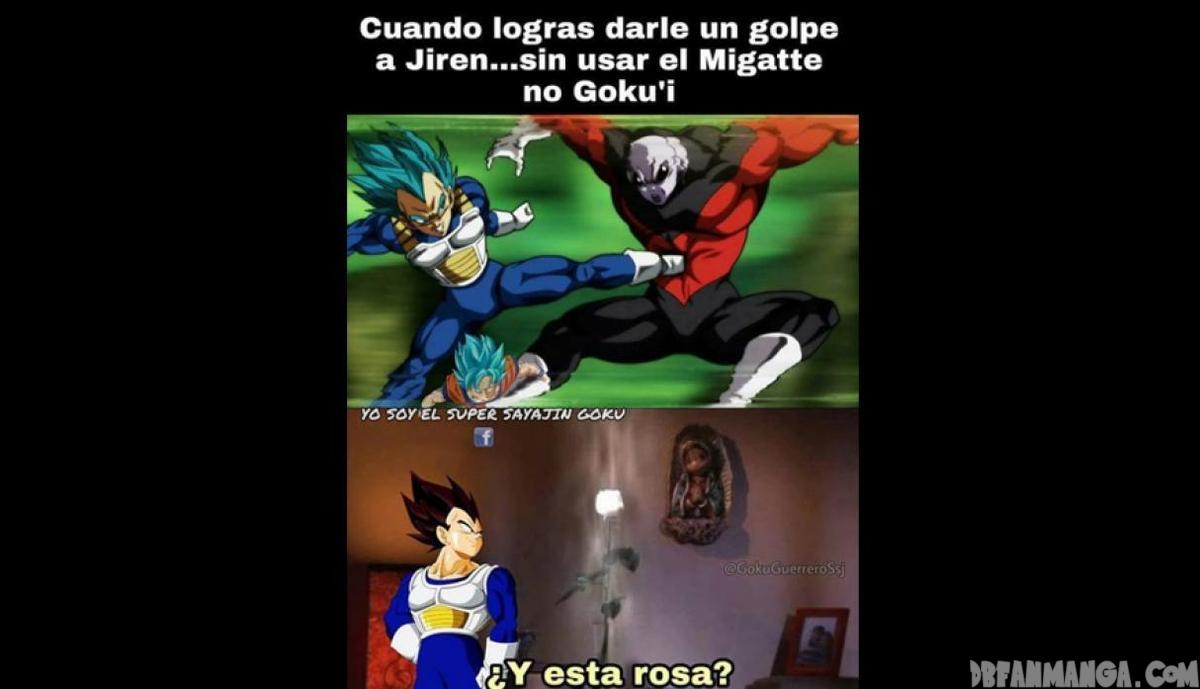 Cuando logras darle un golpe
a Jiren...sin usar el Migatte
no Goku'i
YO SOY EL SUPER SAYAJIN GOKU
f
@GokuGuerreroSsj
¿Y esta rosa?
DBFANMANGA.COM